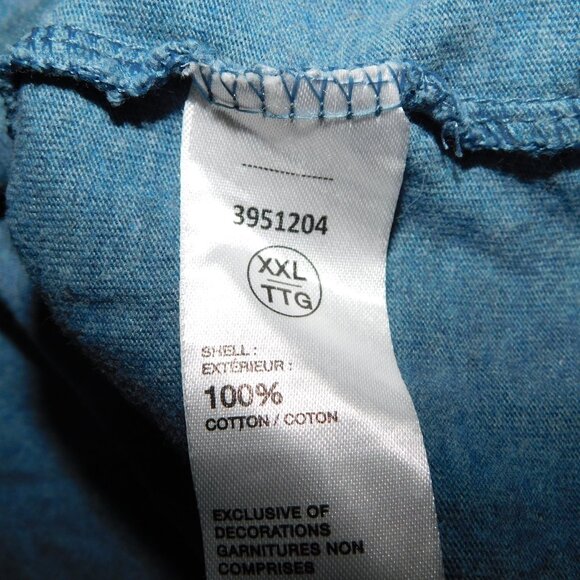 3951204
XXL
TTG
SHELL :
EXTÉRIEUR :
100%
COTTON / COTON
EXCLUSIVE OF
DECORATIONS
GARNITURES NON
COMPRISES